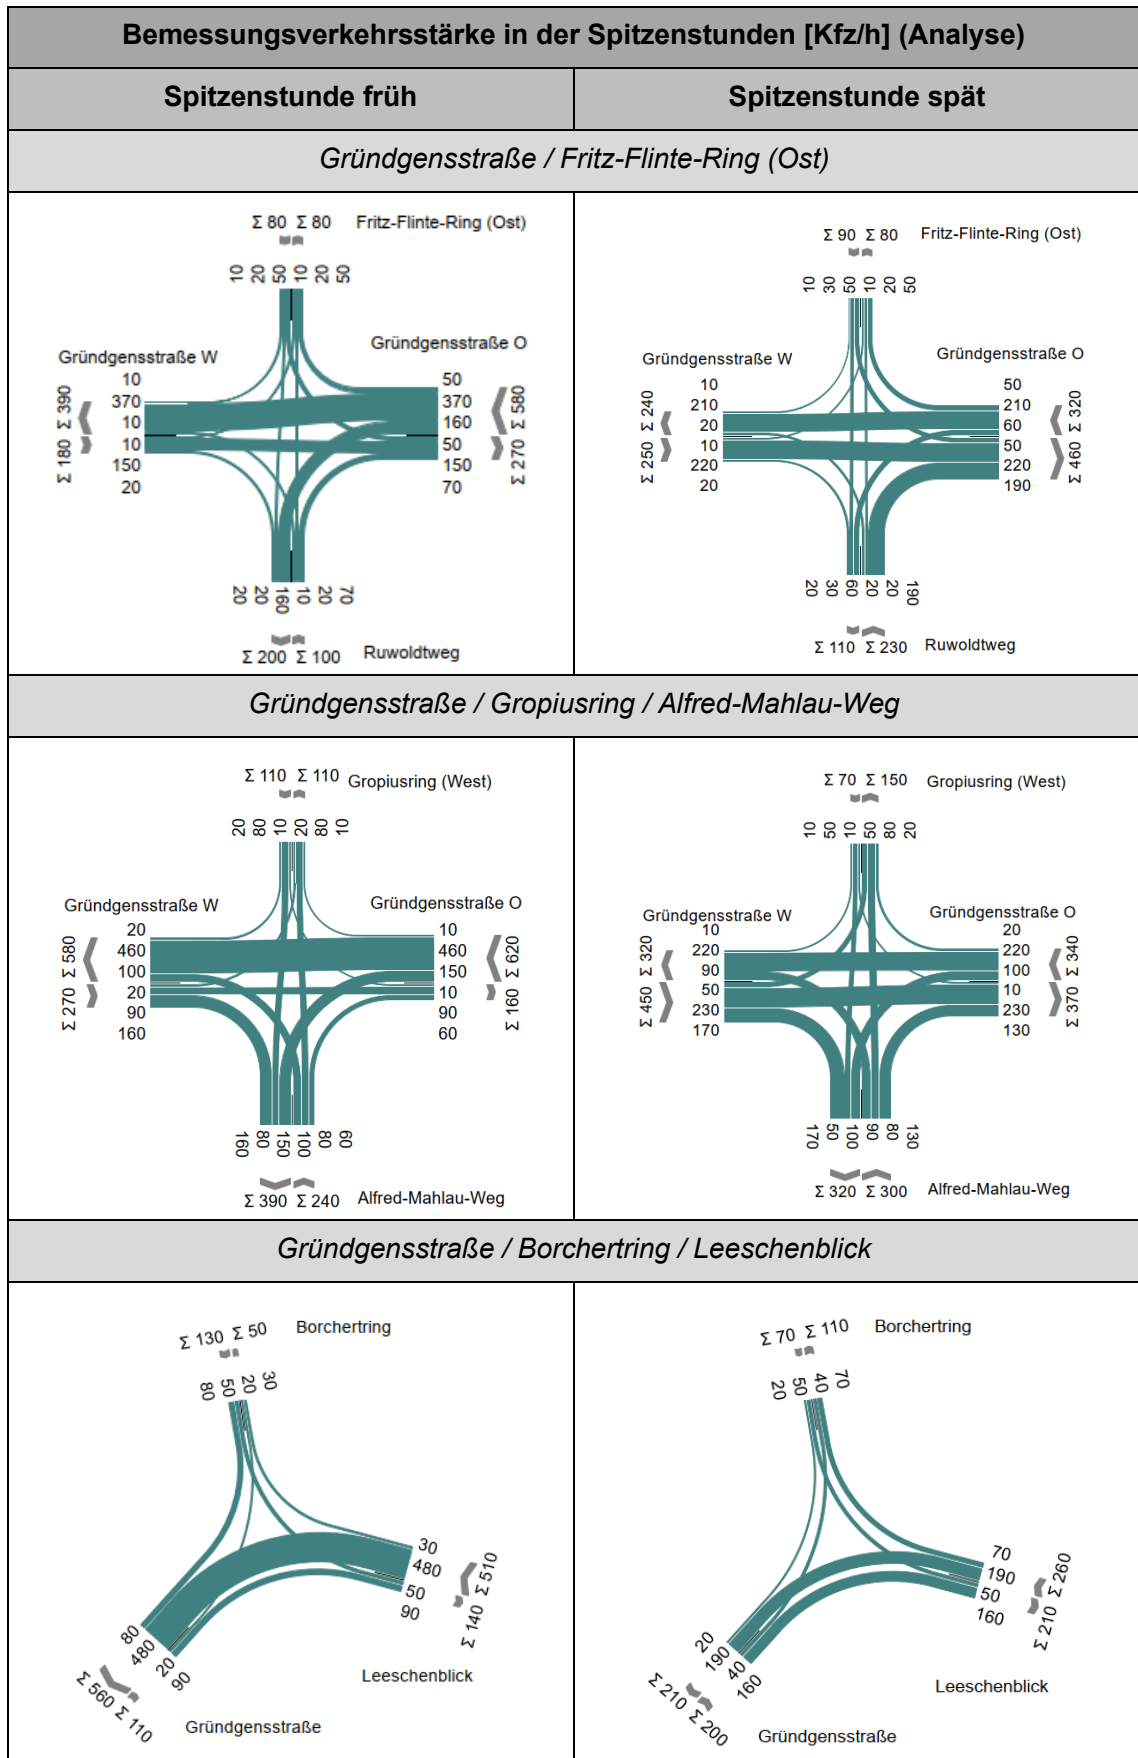 Bemessungsverkehrsstärke in der Spitzenstunden [Kfz/h] (Analyse)
Spitzenstunde früh
Spitzenstunde spät
Gründgensstraße / Fritz-Flinte-Ring (Ost)
Σ 80 Σ 80 Fritz-Flinte-Ring (Ost)
10 20 50 10 20 50
Gründgensstraße W
10
370
10
10
150
20
Σ 390
Σ 180
Gründgensstraße O
50
370
160
50
150
70
Σ 580
Σ 270
20 20 160 10 20 70
Σ 200 Σ 100 Ruwoldtweg
Σ 90 Σ 80 Fritz-Flinte-Ring (Ost)
10 30 50 10 20 50
Gründgensstraße W
10
210
20
10
220
20
Σ 240
Σ 250
Gründgensstraße O
50
210
60
50
220
190
Σ 320
Σ 460
20 30 60 20 20 190
Σ 110 Σ 230 Ruwoldtweg
Gründgensstraße / Gropiusring / Alfred-Mahlau-Weg
Σ 110 Σ 110 Gropiusring (West)
20 80 10 20 80 10
Gründgensstraße W
20
460
100
20
90
160
Σ 580
Σ 270
Gründgensstraße O
10
460
150
10
90
60
Σ 620
Σ 160
160 80 150 100 80 60
Σ 390 Σ 240 Alfred-Mahlau-Weg
Σ 70 Σ 150 Gropiusring (West)
10 50 10 50 80 20
Gründgensstraße W
10
220
90
50
230
170
Σ 320
Σ 450
Gründgensstraße O
20
220
100
10
230
130
Σ 340
Σ 370
170 50 100 90 80 130
Σ 320 Σ 300 Alfred-Mahlau-Weg
Gründgensstraße / Borchertring / Leeschenblick
Σ 130 Σ 50 Borchertring
80 50 20 30
30
480
50
90
Σ 510
Σ 140
Leeschenblick
80
480
20
90
Σ 560 Σ 110
Gründgensstraße
Σ 70 Σ 110 Borchertring
20 50 40 70
70
190
50
160
Σ 260
Σ 210
Leeschenblick
20
190
40
160
Σ 210 Σ 200
Gründgensstraße